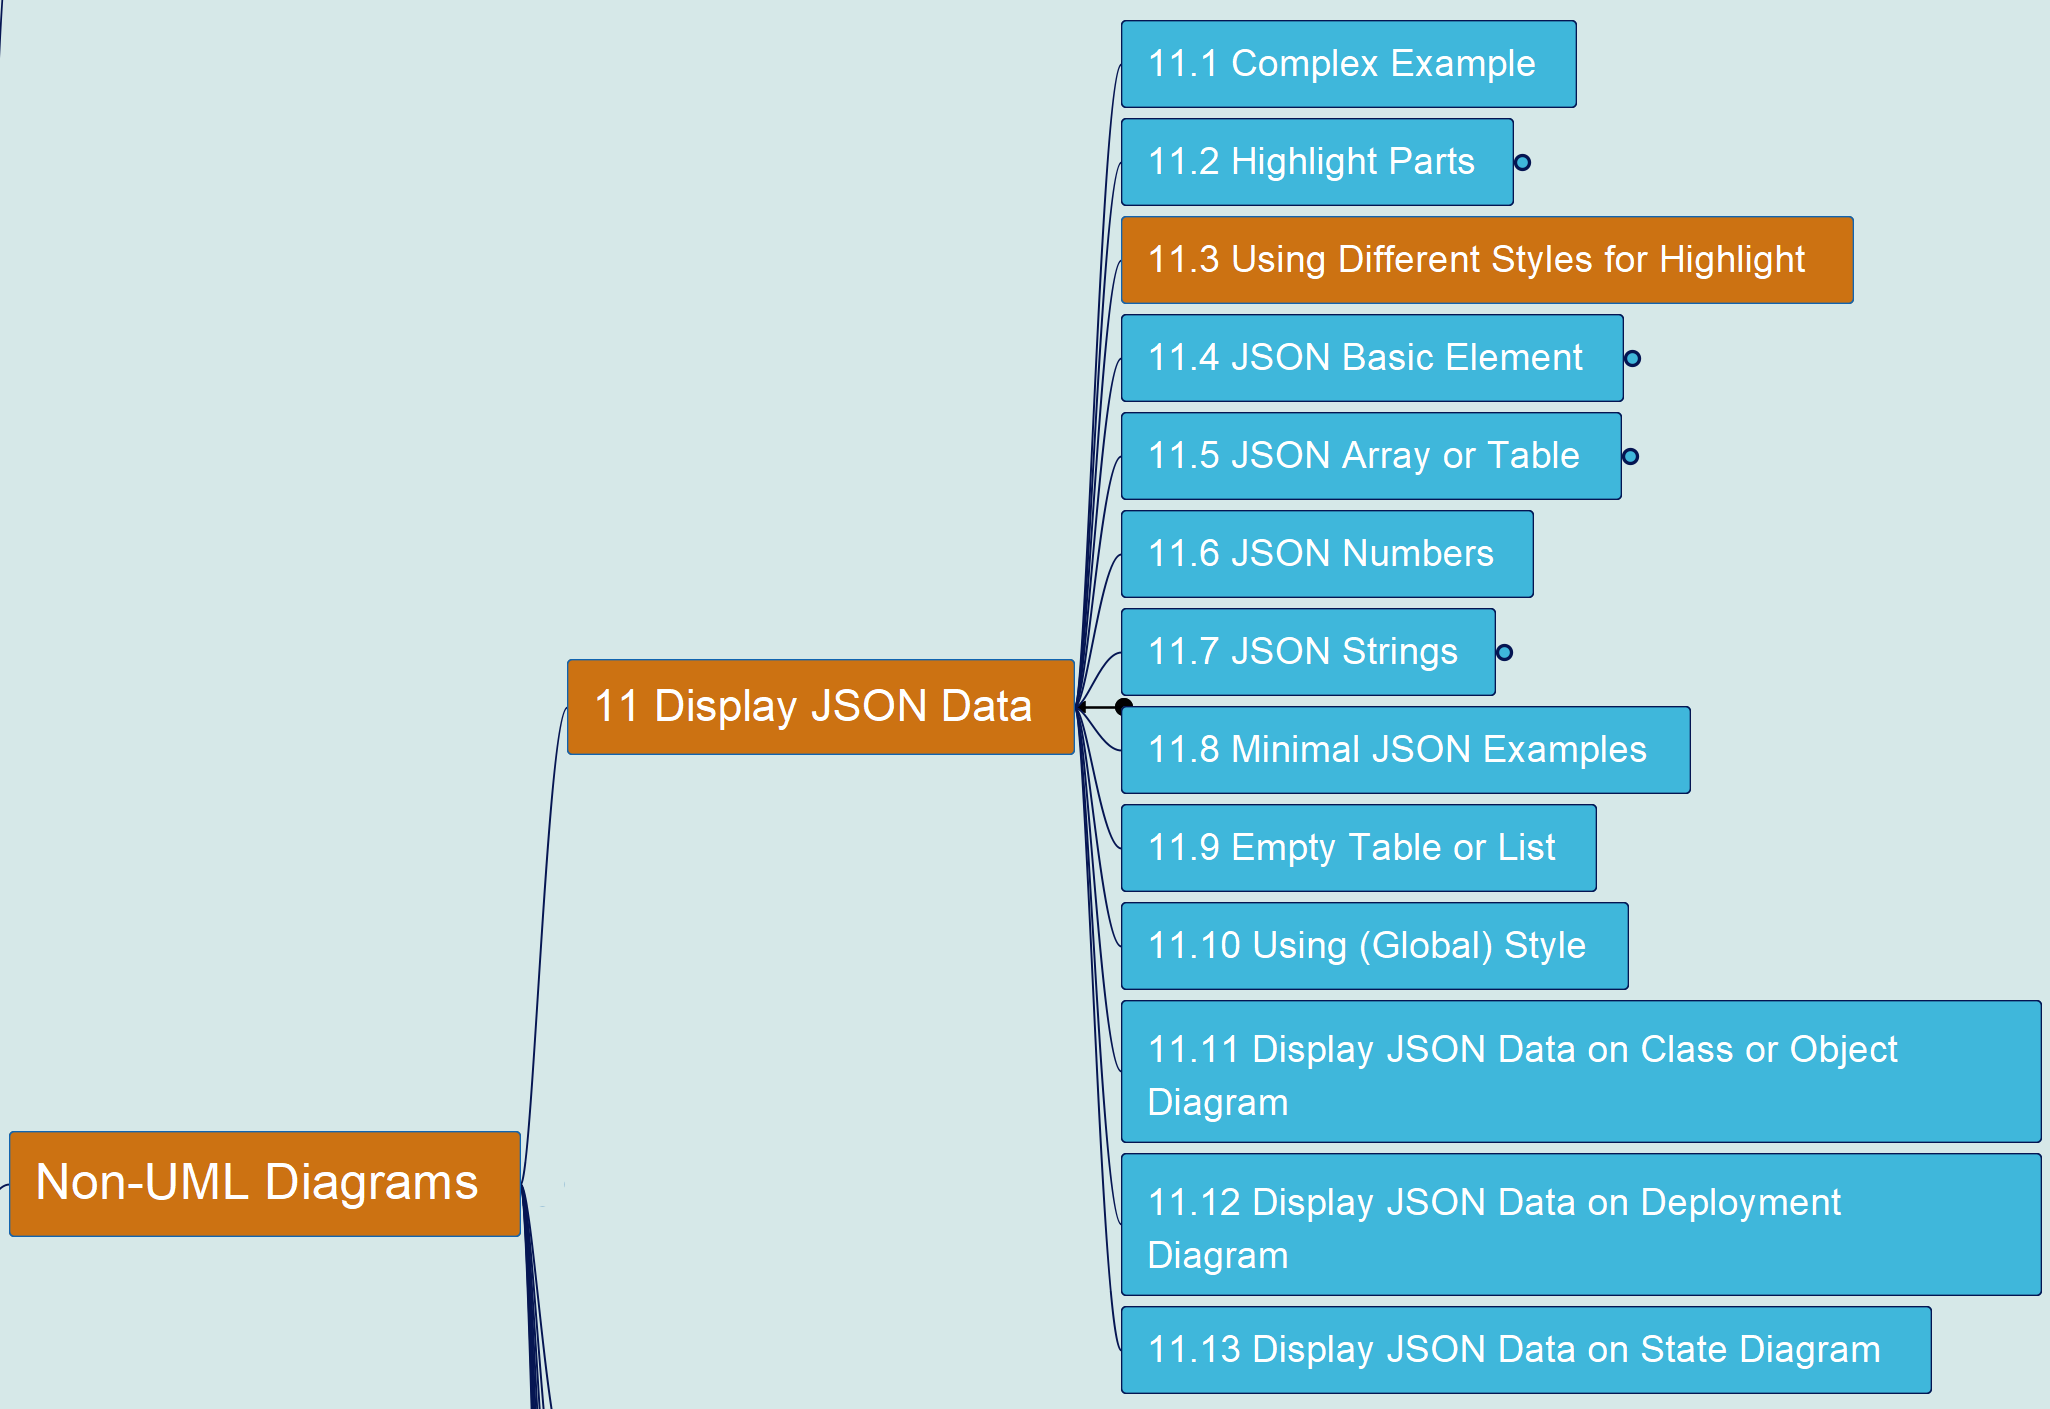 11.1 Complex Example
11.2 Highlight Parts
11.3 Using Different Styles for Highlight
11.4 JSON Basic Element
11.5 JSON Array or Table
11.6 JSON Numbers
11.7 JSON Strings
11 Display JSON Data
11.8 Minimal JSON Examples
11.9 Empty Table or List
11.10 Using (Global) Style
11.11 Display JSON Data on Class or Object
Diagram
Non-UML Diagrams
11.12 Display JSON Data on Deployment
Diagram
11.13 Display JSON Data on State Diagram